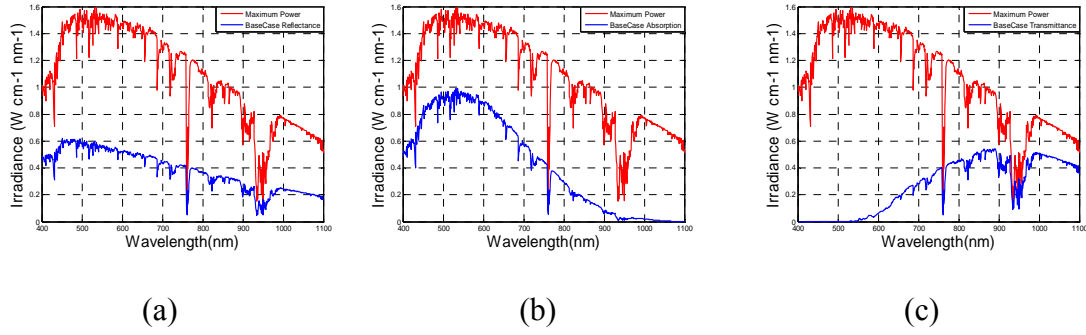 Maximum Power
BaseCase Reflectance
Irradiance (W cm-1 nm-1)
1.6
1.4
1.2
1
0.8
0.6
0.4
0.2
0
400 500 600 700 800 900 1000 1100
Wavelength(nm)
(a)
Maximum Power
BaseCase Absorption
Irradiance (W cm-1 nm-1)
1.6
1.4
1.2
1
0.8
0.6
0.4
0.2
0
400 500 600 700 800 900 1000 1100
Wavelength(nm)
(b)
Maximum Power
BaseCase Transmittance
Irradiance (W cm-1 nm-1)
1.6
1.4
1.2
1
0.8
0.6
0.4
0.2
0
400 500 600 700 800 900 1000 1100
Wavelength(nm)
(c)